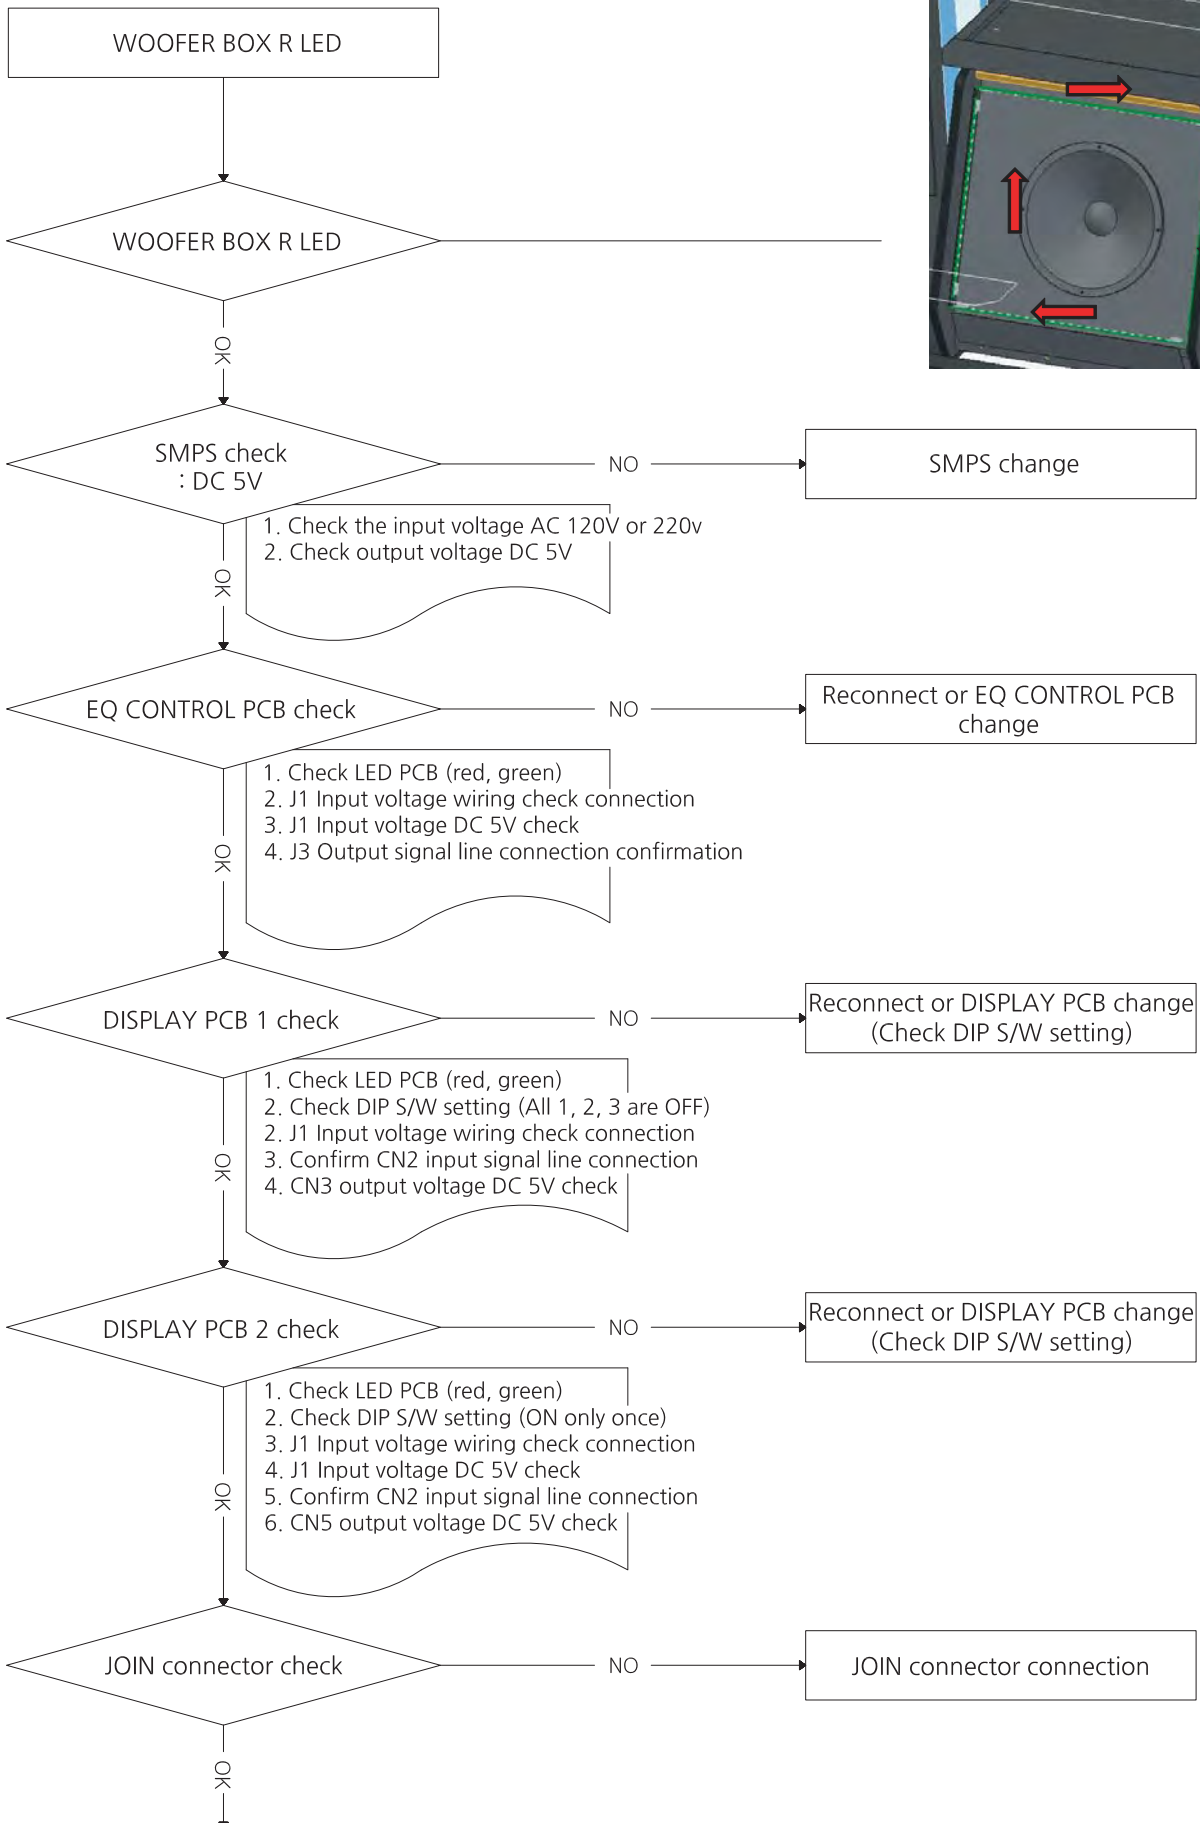 WOOFER BOX R LED
WOOFER BOX R LED
OK
SMPS check
: DC 5V
NO
SMPS change
1. Check the input voltage AC 120V or 220v
2. Check output voltage DC 5V
OK
EQ CONTROL PCB check
NO
Reconnect or EQ CONTROL PCB
change
1. Check LED PCB (red, green)
2. J1 Input voltage wiring check connection
3. J1 Input voltage DC 5V check
4. J3 Output signal line connection confirmation
OK
DISPLAY PCB 1 check
NO
Reconnect or DISPLAY PCB change
(Check DIP S/W setting)
1. Check LED PCB (red, green)
2. Check DIP S/W setting (All 1, 2, 3 are OFF)
2. J1 Input voltage wiring check connection
3. Confirm CN2 input signal line connection
4. CN3 output voltage DC 5V check
OK
DISPLAY PCB 2 check
NO
Reconnect or DISPLAY PCB change
(Check DIP S/W setting)
1. Check LED PCB (red, green)
2. Check DIP S/W setting (ON only once)
3. J1 Input voltage wiring check connection
4. J1 Input voltage DC 5V check
5. Confirm CN2 input signal line connection
6. CN5 output voltage DC 5V check
OK
JOIN connector check
NO
JOIN connector connection
OK